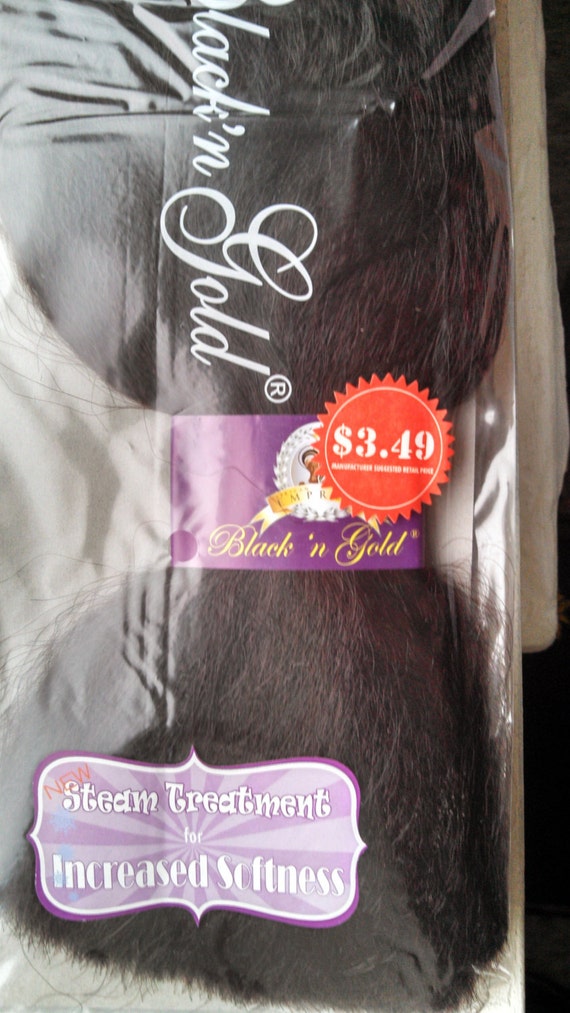 Black 'n Gold®
$3.49
MANUFACTURER SUGGESTED RETAIL PRICE
Black 'n Gold®
NEW
Steam Treatment
for
Increased Softness